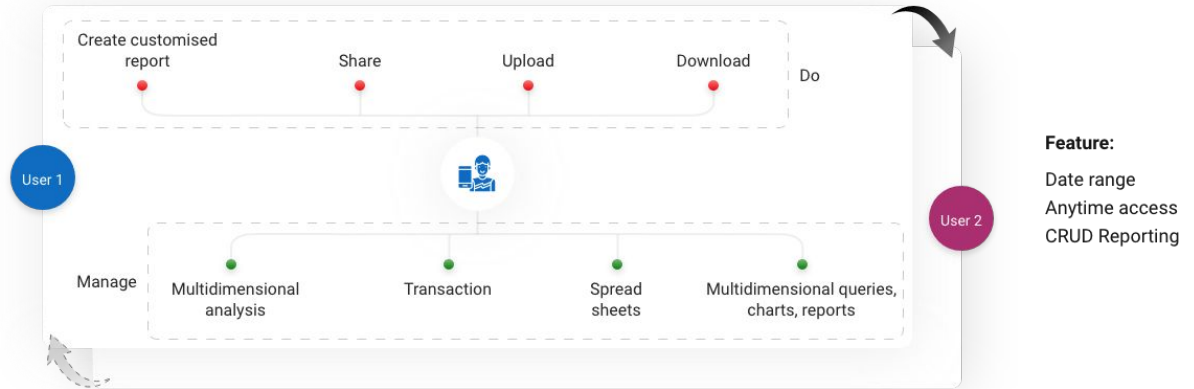 Create customised
report
Share
Upload
Download
Do
User 1
User 2
Manage
Multidimensional
analysis
Transaction
Spread
sheets
Multidimensional queries,
charts, reports
Feature:
Date range
Anytime access
CRUD Reporting